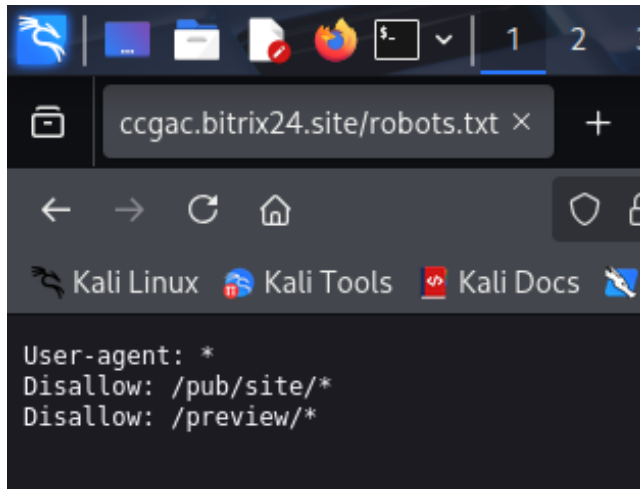 1 2
ccgac.bitrix24.site/robots.txt × +
Kali Linux Kali Tools Kali Docs
User-agent: *
Disallow: /pub/site/*
Disallow: /preview/*